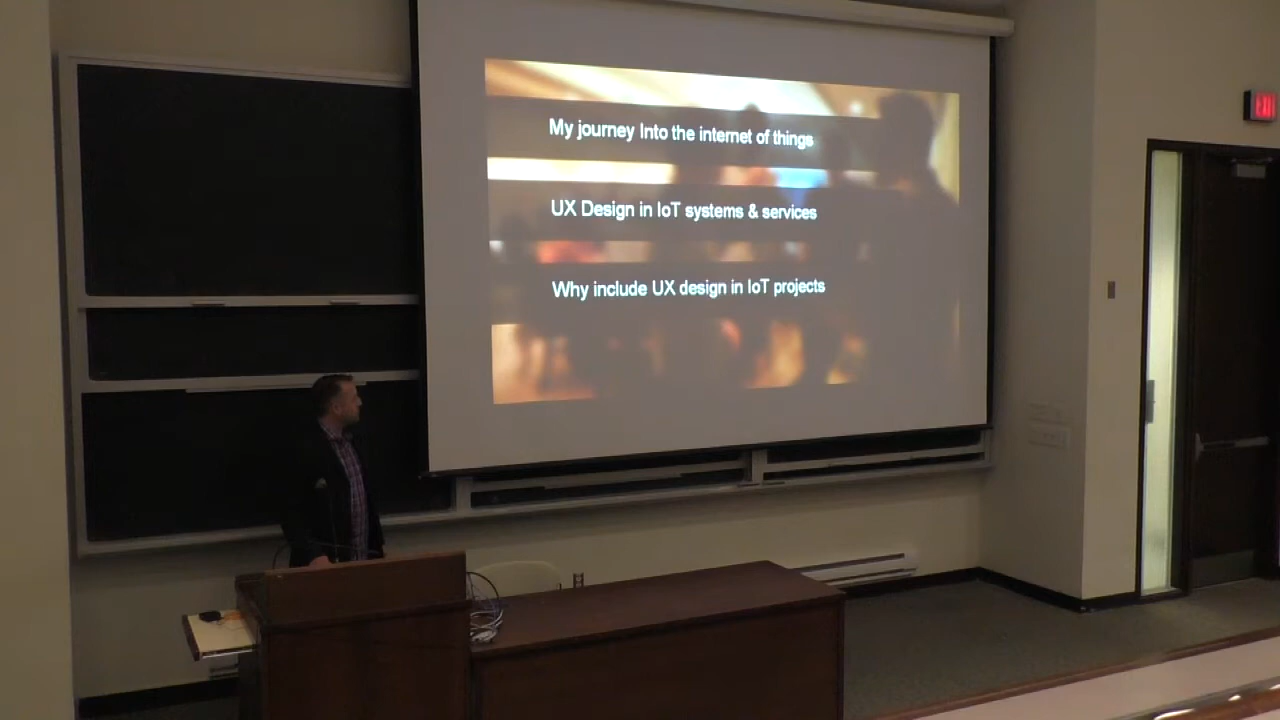 My journey Into the internet of things
UX Design in IoT systems & services
Why include UX design in IoT projects